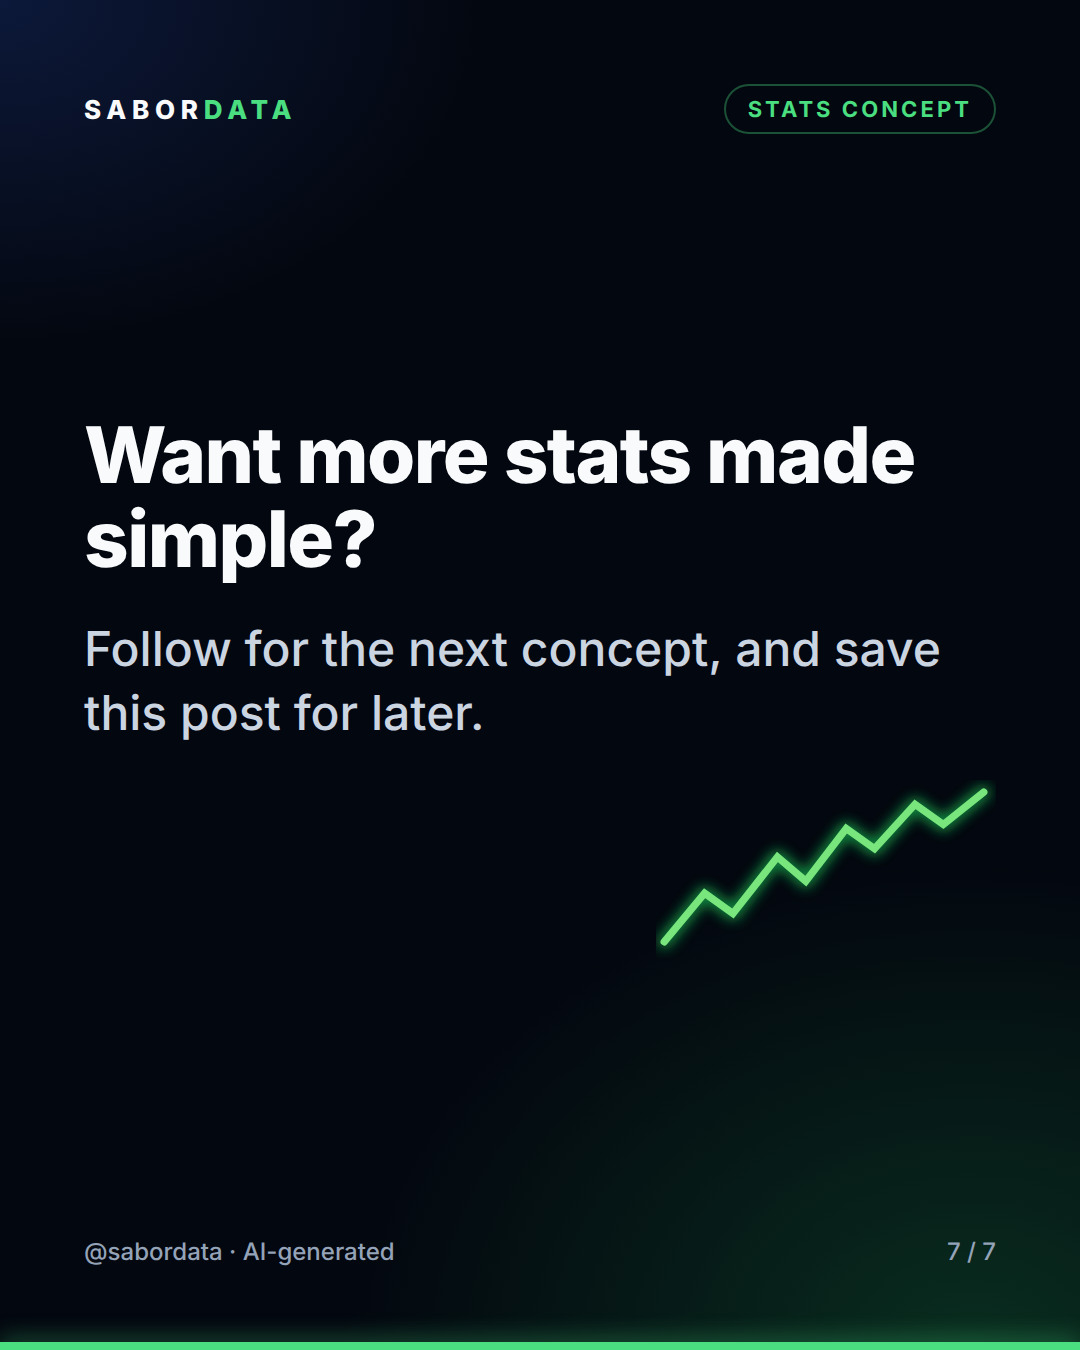 SABORDATA
STATS CONCEPT
Want more stats made
simple?
Follow for the next concept, and save
this post for later.
@sabordata · AI-generated
7 / 7